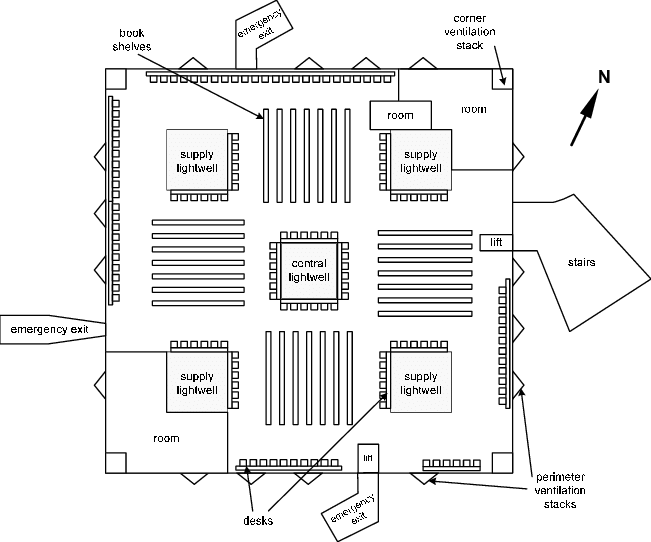 emergency
exit
corner
ventilation
stack
book
shelves
N
room
room
supply
lightwell
supply
lightwell
central
lightwell
lift
stairs
emergency exit
supply
lightwell
supply
lightwell
room
lift
desks
emergency
exit
perimeter
ventilation
stacks